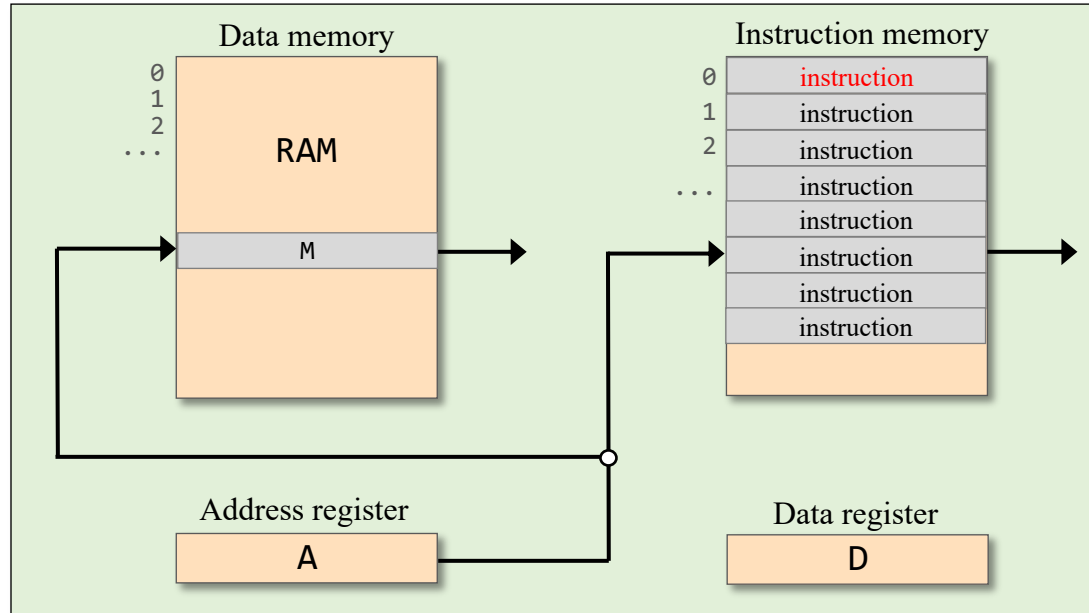 Data memory
0
1
2
...
RAM
M
Instruction memory
0
1
2
...
instruction
instruction
instruction
instruction
instruction
instruction
instruction
instruction
Address register
A
Data register
D